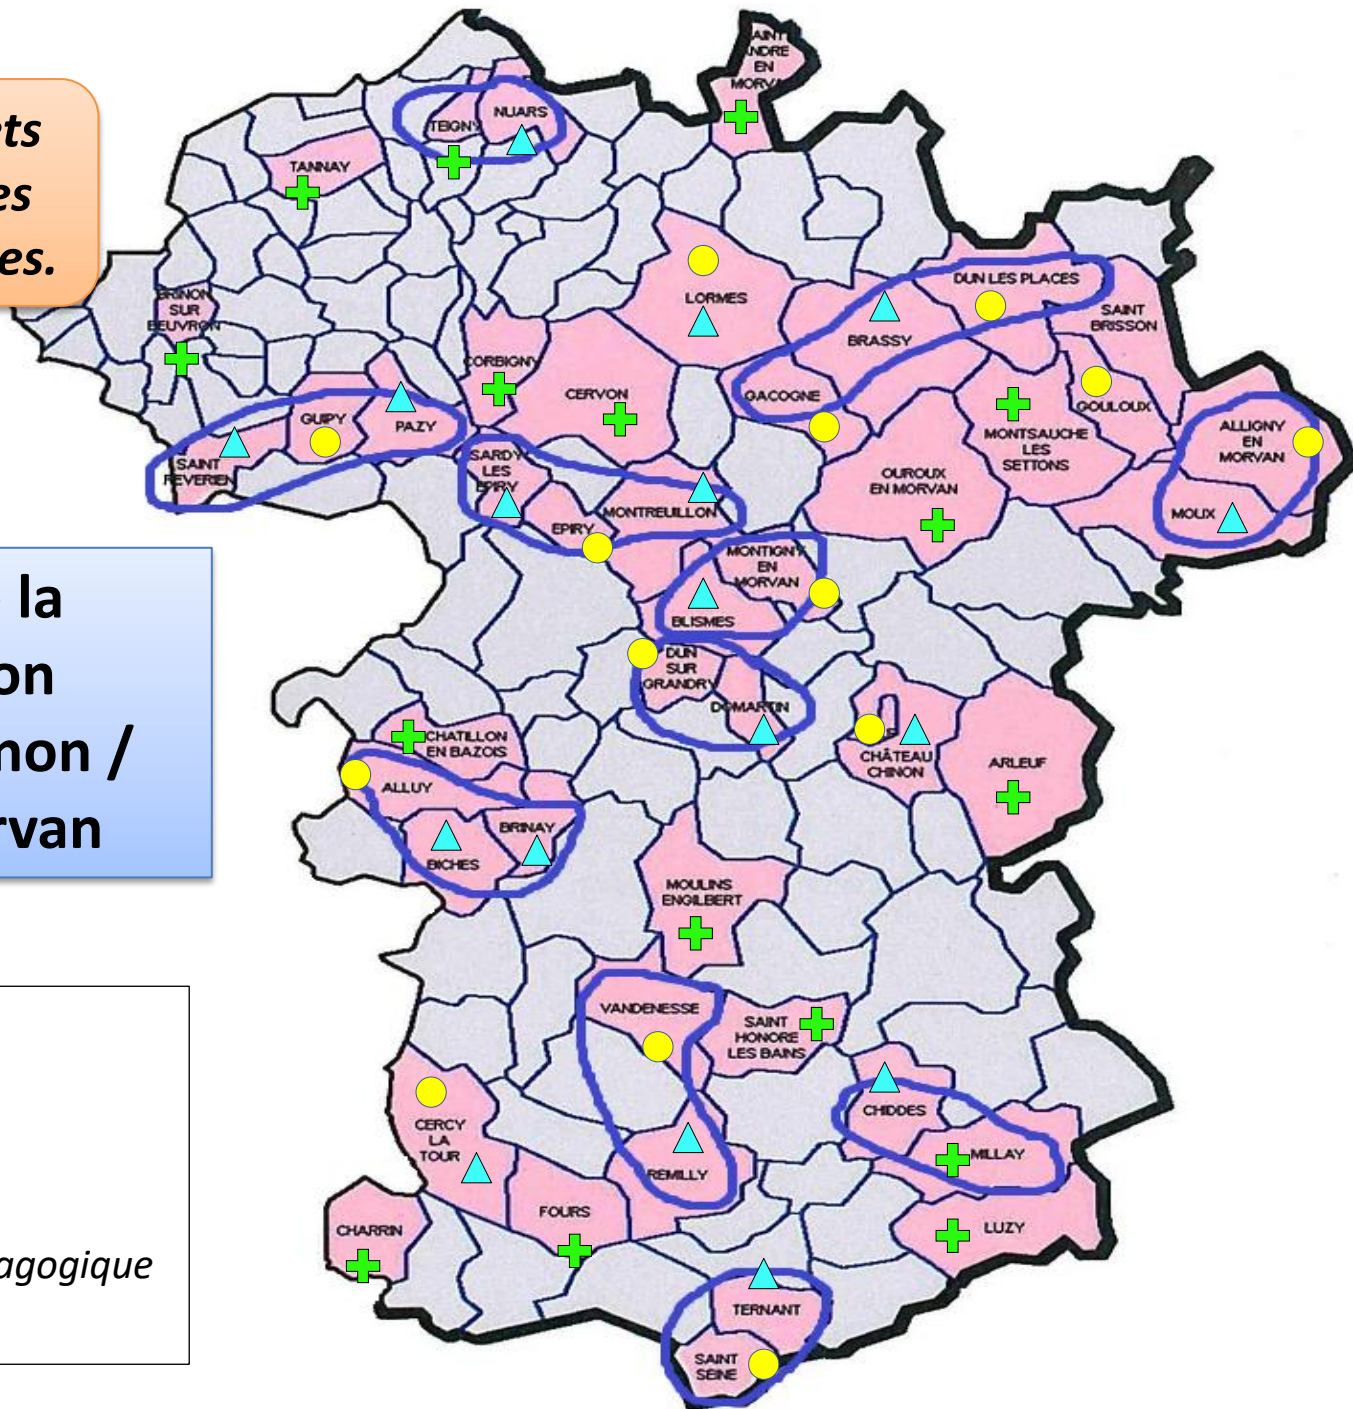 ets
es
es.
la
on
mon /
rvan
agogique
SAINT
ANDRE
EN
MORVAN
NUARS
TEIGNY
TANNAY
BRINON
SUR
BEUVRON
LORMES
DUN LES PLACES
SAINT
BRISSON
BRASSY
CORBIGNY
CERVON
GACOGNE
GOULOUX
GUIPY
PAZY
MONTSAUCHE
LES
SETTONS
ALLIGNY
EN
MORVAN
SAINT
REVERIEN
SARDY
LES
EPIRY
OUROUX
EN MORVAN
MONTREUILLON
EPIRY
MOUX
MONTIGNY
EN
MORVAN
BLISMES
DUN
SUR
GRANDRY
DOMARTIN
CHATILLON
EN BAZOIS
CHÂTEAU
CHINON
ARLEUF
ALLUY
BRINAY
BICHES
MOULINS
ENGILBERT
VANDENESSE
SAINT
HONORE
LES BAINS
CERCY
LA
TOUR
CHIDDES
MILLAY
REMILLY
FOURS
CHARRIN
LUZY
TERNANT
SAINT
SEINE